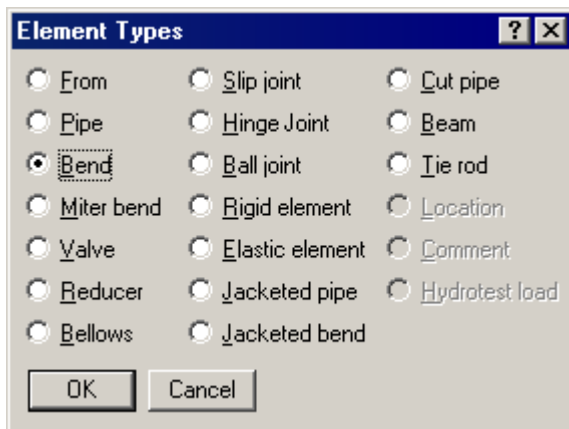 Element Types
From
Pipe
Bend
Miter bend
Valve
Reducer
Bellows
Slip joint
Hinge Joint
Ball joint
Rigid element
Elastic element
Jacketed pipe
Jacketed bend
Cut pipe
Beam
Tie rod
Location
Comment
Hydrotest load
OK
Cancel